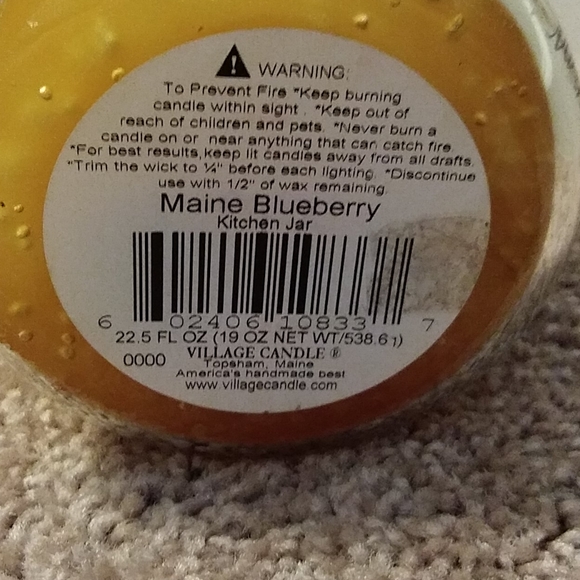 WARNING:
To Prevent Fire *Keep burning
candle within sight . *Keep out of
reach of children and pets. *Never burn a
candle on or near anything that can catch fire.
*For best results,keep lit candles away from all drafts.
*Trim the wick to ¼" before each lighting. *Discontinue
use with 1/2" of wax remaining.
Maine Blueberry
Kitchen Jar
6 02406 10833 7
22.5 FL OZ (19 OZ NET WT/538.61)
0000 VILLAGE CANDLE ®
Topsham, Maine
America's handmade best
www.villagecandle.com